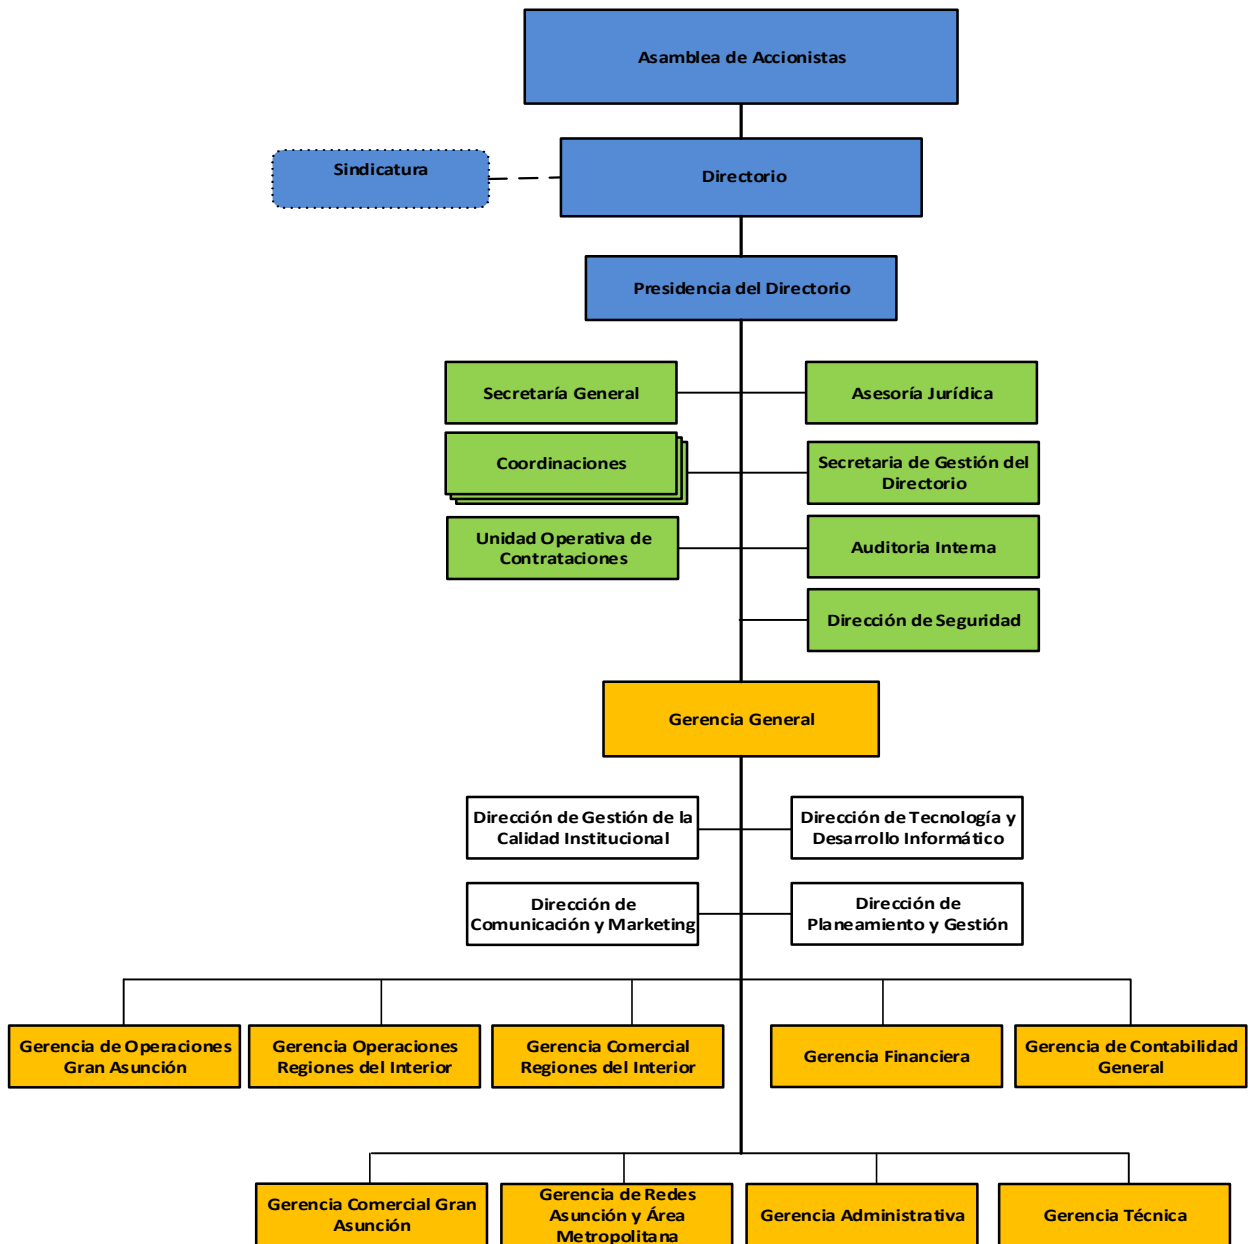 Asamblea de Accionistas
Sindicatura
Directorio
Presidencia del Directorio
Secretaría General
Asesoría Jurídica
Coordinaciones
Secretaria de Gestión del
Directorio
Unidad Operativa de
Contrataciones
Auditoria Interna
Dirección de Seguridad
Gerencia General
Dirección de Gestión de la
Calidad Institucional
Dirección de Tecnología y
Desarrollo Informático
Dirección de
Comunicación y Marketing
Dirección de
Planeamiento y Gestión
Gerencia de Operaciones
Gran Asunción
Gerencia Operaciones
Regiones del Interior
Gerencia Comercial
Regiones del Interior
Gerencia Financiera
Gerencia de Contabilidad
General
Gerencia Comercial Gran
Asunción
Gerencia de Redes
Asunción y Área
Metropolitana
Gerencia Administrativa
Gerencia Técnica